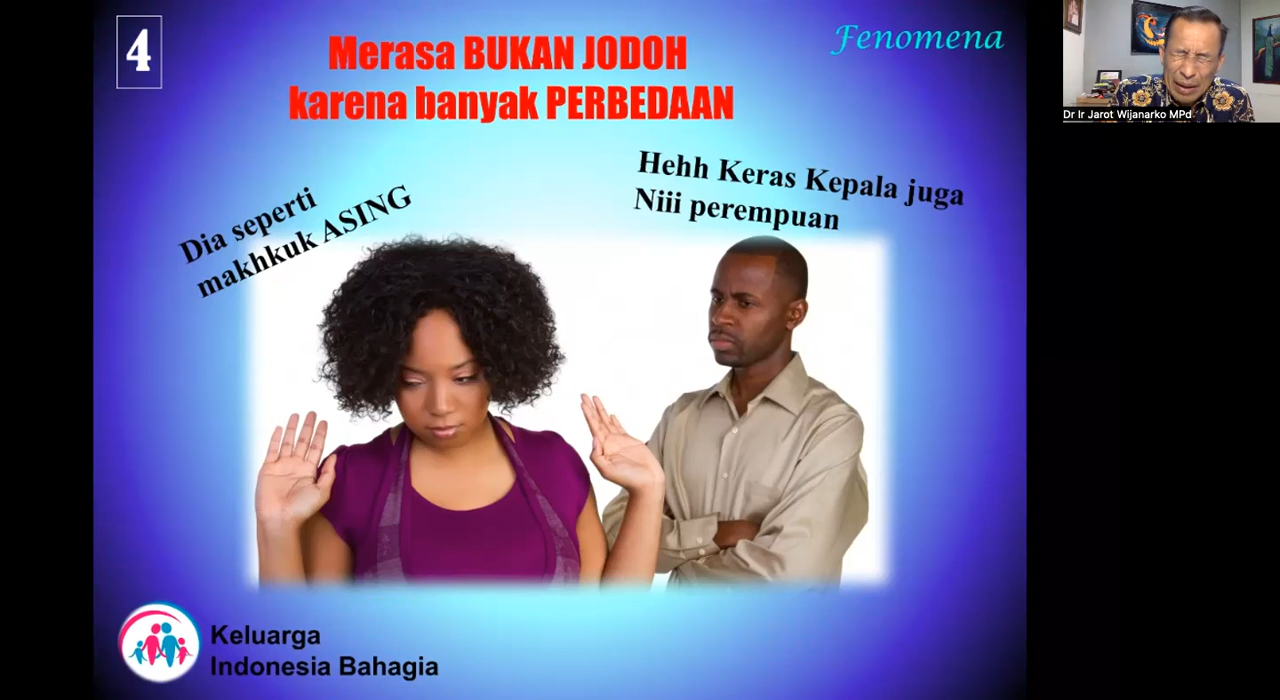 4
Fenomena
Merasa BUKAN JODOH
karena banyak PERBEDAAN
Dia seperti
makhkuk ASING
Hehh Keras Kepala juga
Niii perempuan
Keluarga
Indonesia Bahagia
Dr Ir Jarot Wijanarko MPd